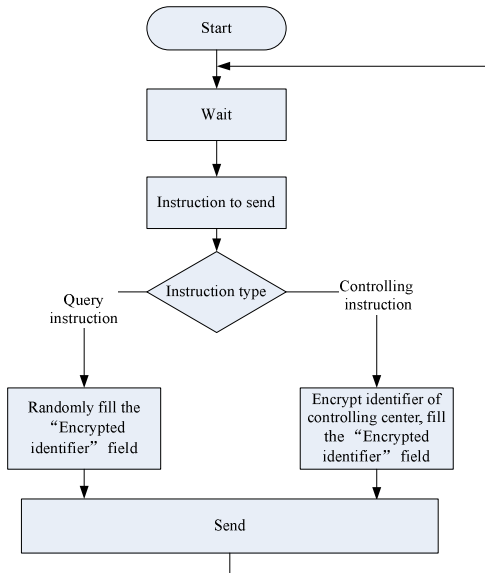 Start
Wait
Instruction to send
Instruction type
Query
instruction
Controlling
instruction
Randomly fill the
“Encrypted
identifier” field
Encrypt identifier of
controlling center, fill
the “Encrypted
identifier” field
Send